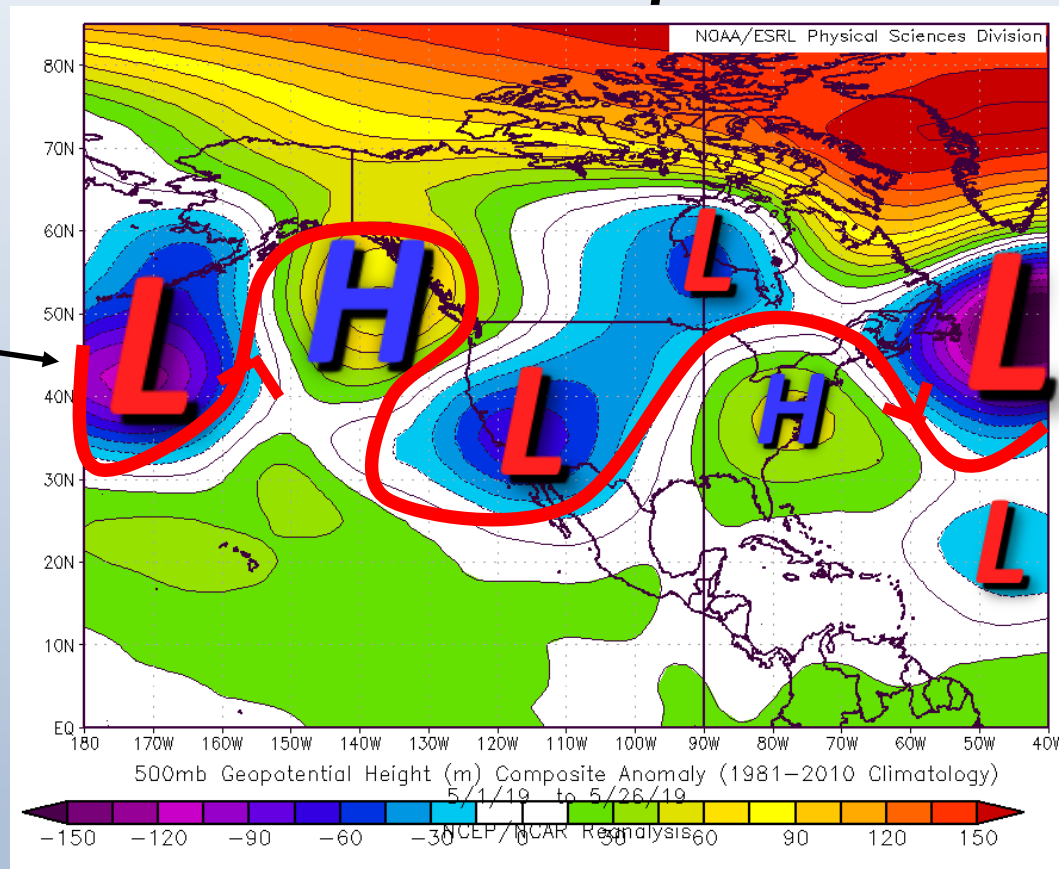 NOAA/ESRL Physical Sciences Division
80N
70N
60N
50N
40N
30N
20N
10N
EQ
L
H
L
L
H
L
L
180 170W 160W 150W 140W 130W 120W 110W 100W 90W 80W 70W 60W 50W 40W
500mb Geopotential Height (m) Composite Anomaly (1981-2010 Climatology)
5/1/19 to 5/26/19
NCEP/NCAR Reanalysis
-150 -120 -90 -60 -30 0 30 60 90 120 150